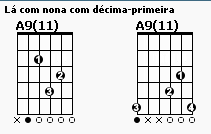 Lá com nona com décima-primeira
A9(11) A9(11)
1 1
2 2
3 3 4
X X